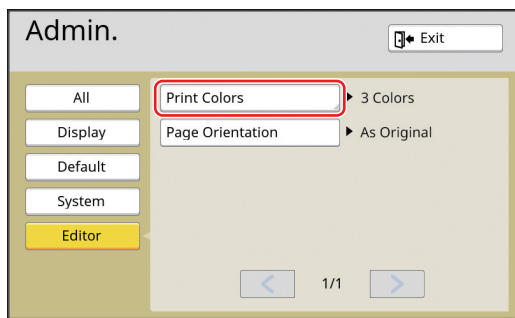 Admin.
Exit
All
Print Colors
3 Colors
Display
Page Orientation
As Original
Default
System
Editor
1/1